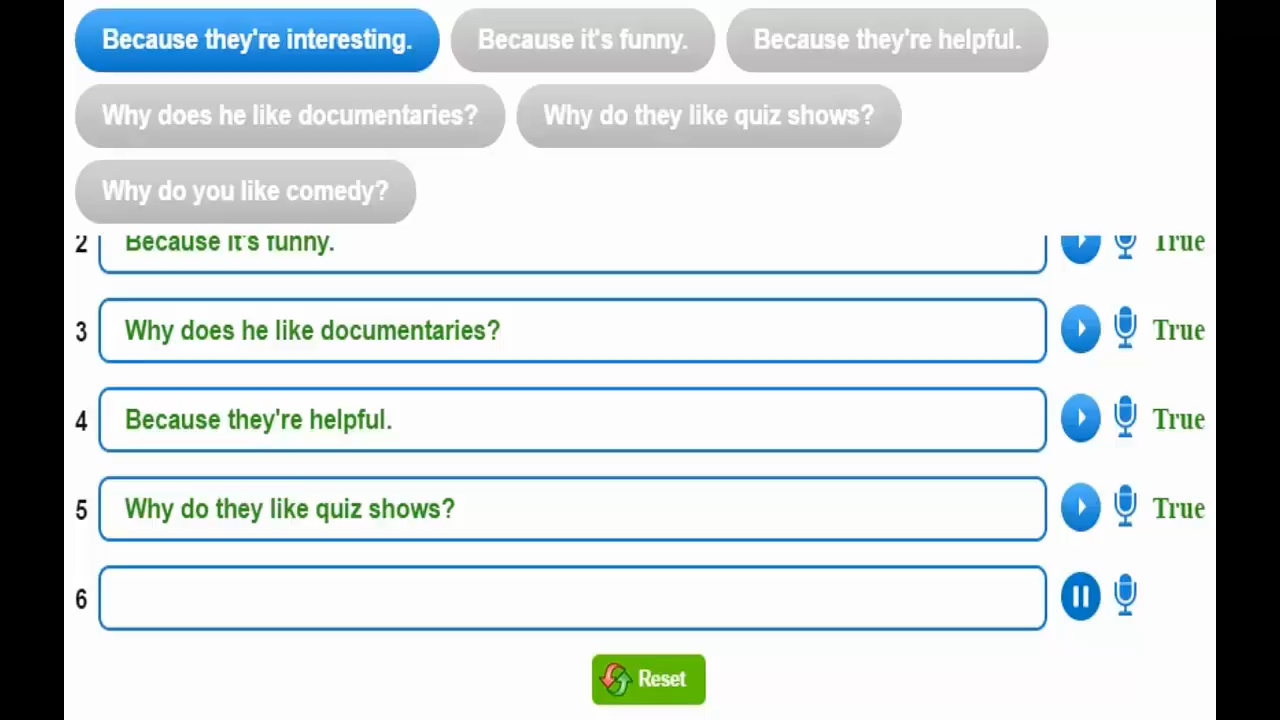 Because they're interesting. Because it's funny. Because they're helpful.
Why does he like documentaries? Why do they like quiz shows?
Why do you like comedy?
2 Because it's funny. True
3 Why does he like documentaries? True
4 Because they're helpful. True
5 Why do they like quiz shows? True
6
Reset